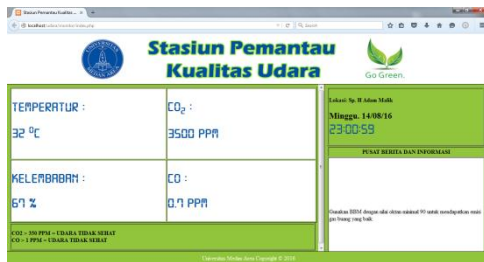 Stasiun Pemantau Kualitas ...
localhost
Search
Stasiun Pemantau
Kualitas Udara
Go Green.
TEMPERATUR :
32 ⁰C
CO₂ :
3500 PPM
KELEMBABAN :
67 %
CO :
0.7 PPM
CO2 > 350 PPM = UDARA TIDAK SEHAT
CO > 1 PPM = UDARA TIDAK SEHAT
Lokasi: Sp. H Adam Malik
Minggu. 14/08/16
23:00:59
PUSAT BERITA DAN INFORMASI
Gunakan BBM dengan nilai oktan minimal 90 untuk mendapatkan emisi
gas buang yang baik.
Universitas Medan Area Copyright © 2016